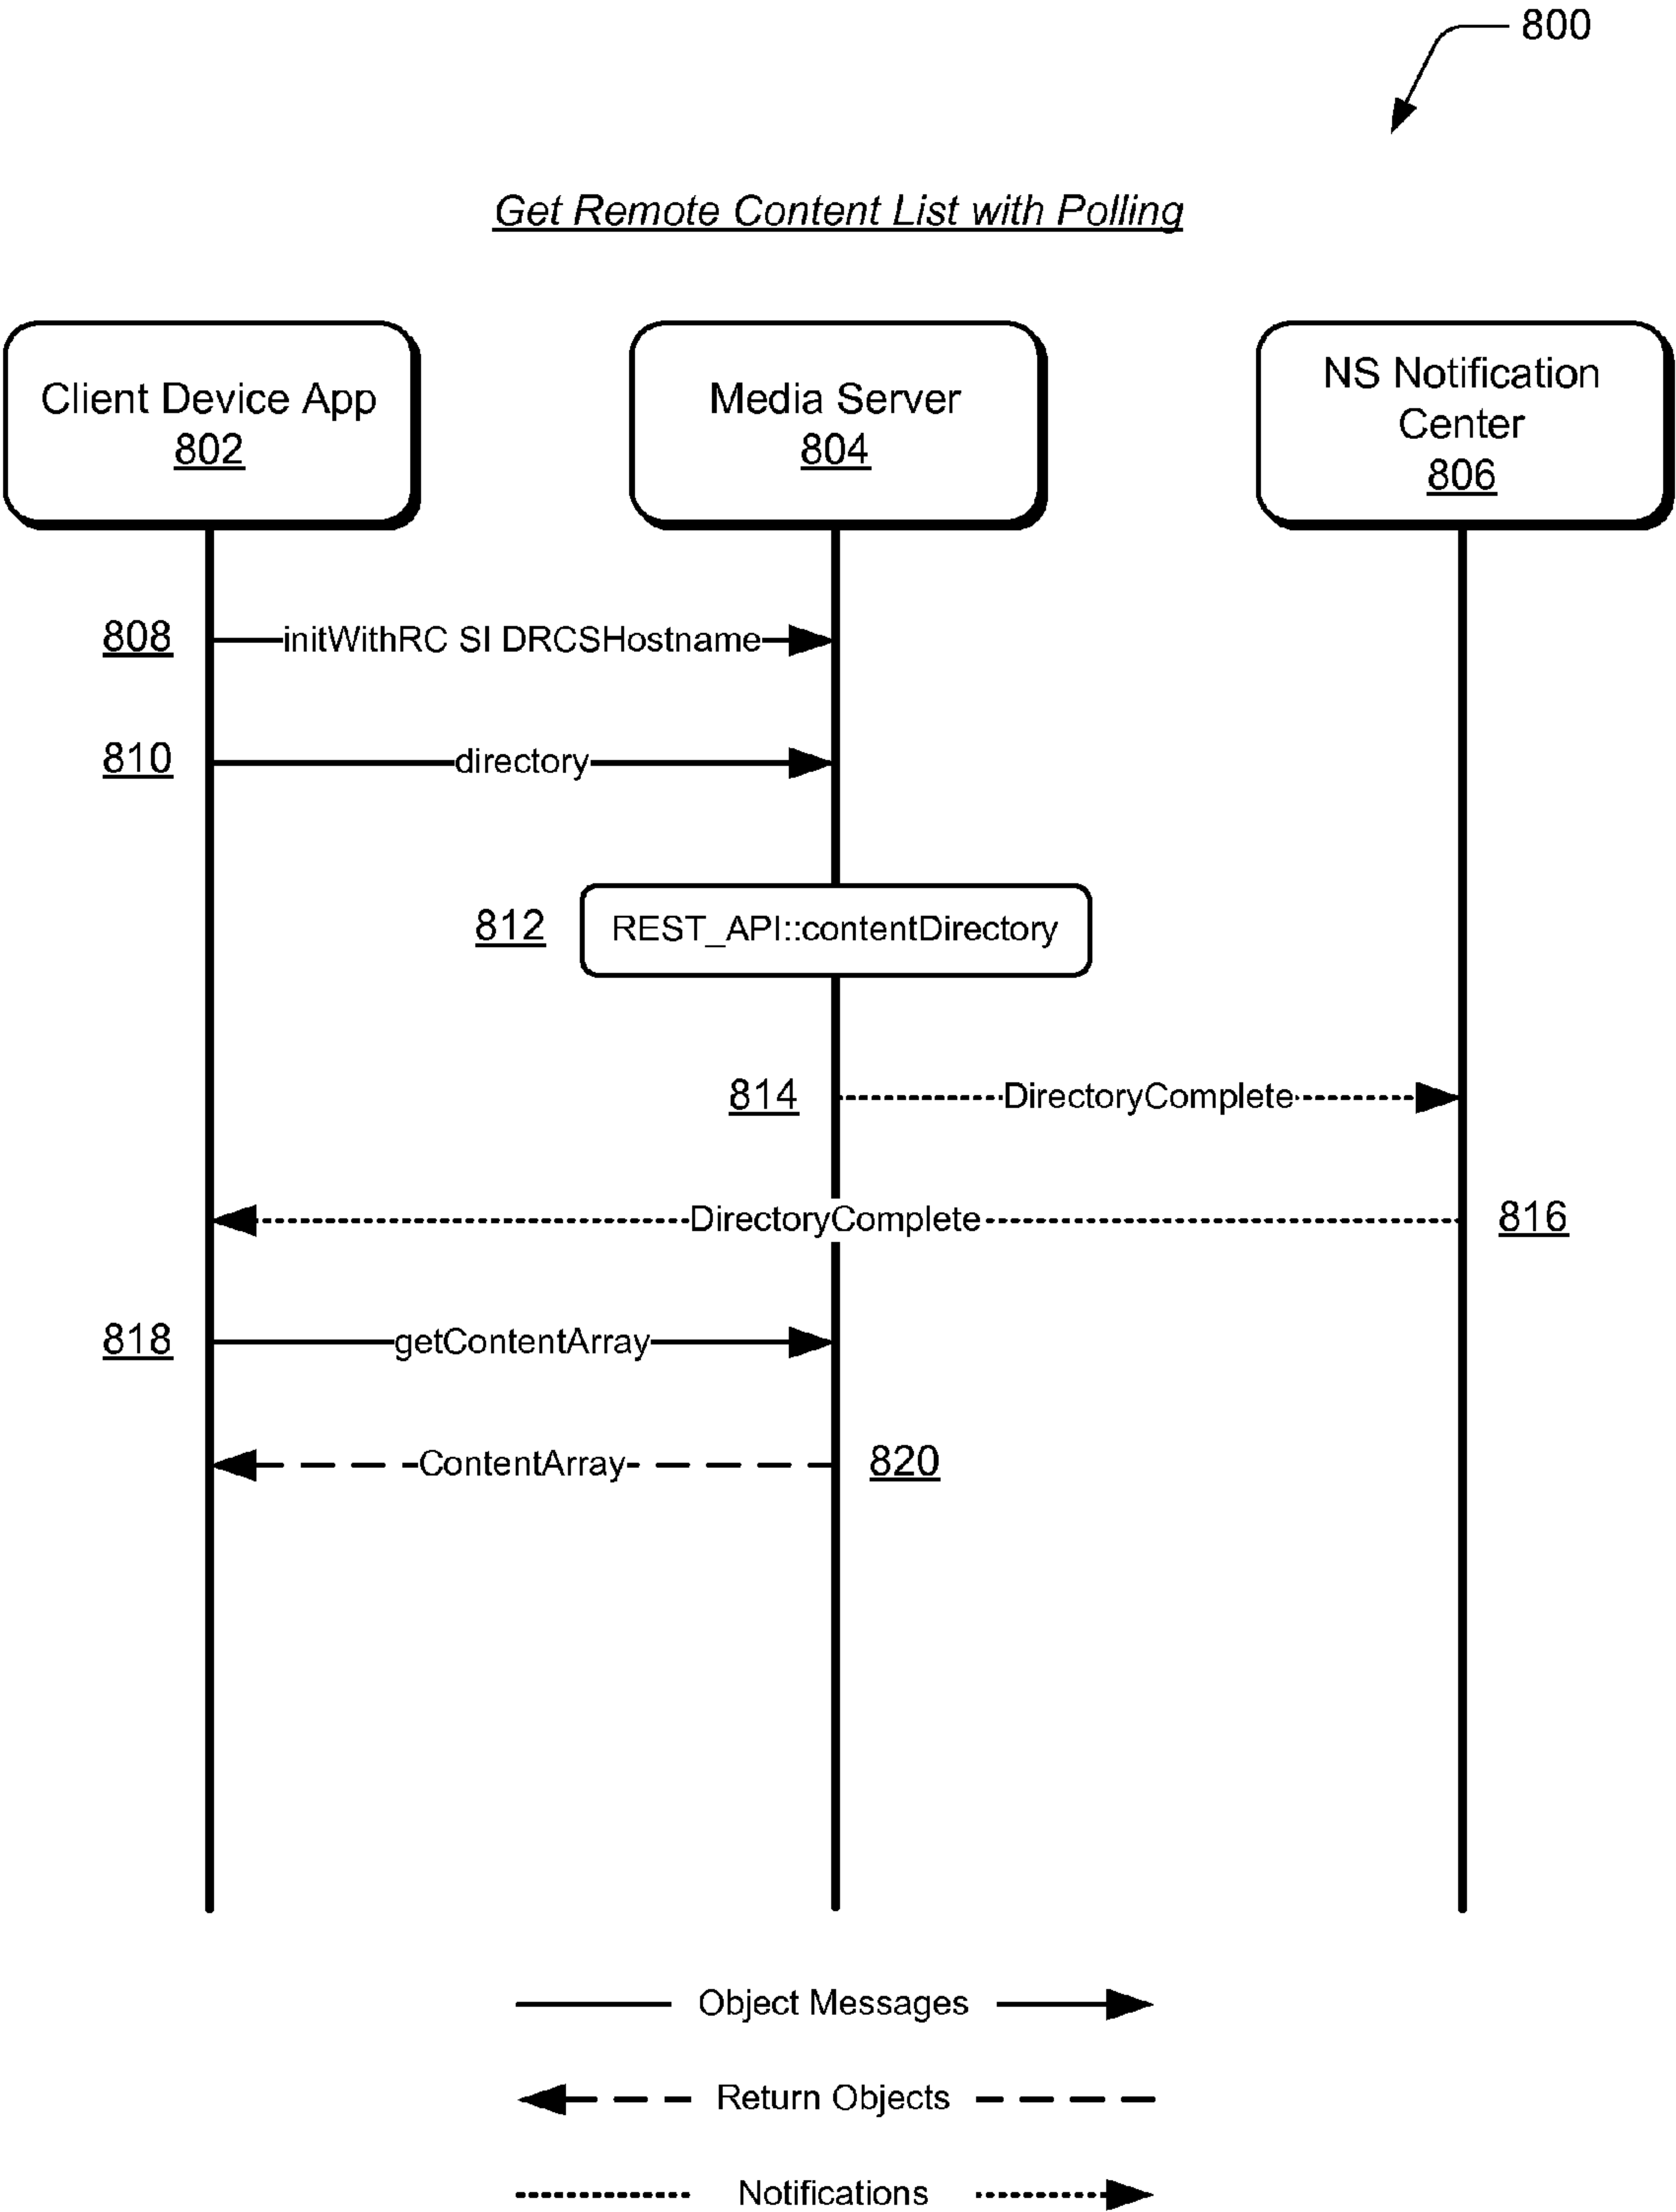 800
Get Remote Content List with Polling
Client Device App
802
Media Server
804
NS Notification
Center
806
808
initWithRC SI DRCSHostname
810
directory
812
REST_API::contentDirectory
814
DirectoryComplete
DirectoryComplete
816
818
getContentArray
ContentArray
820
Object Messages
Return Objects
Notifications